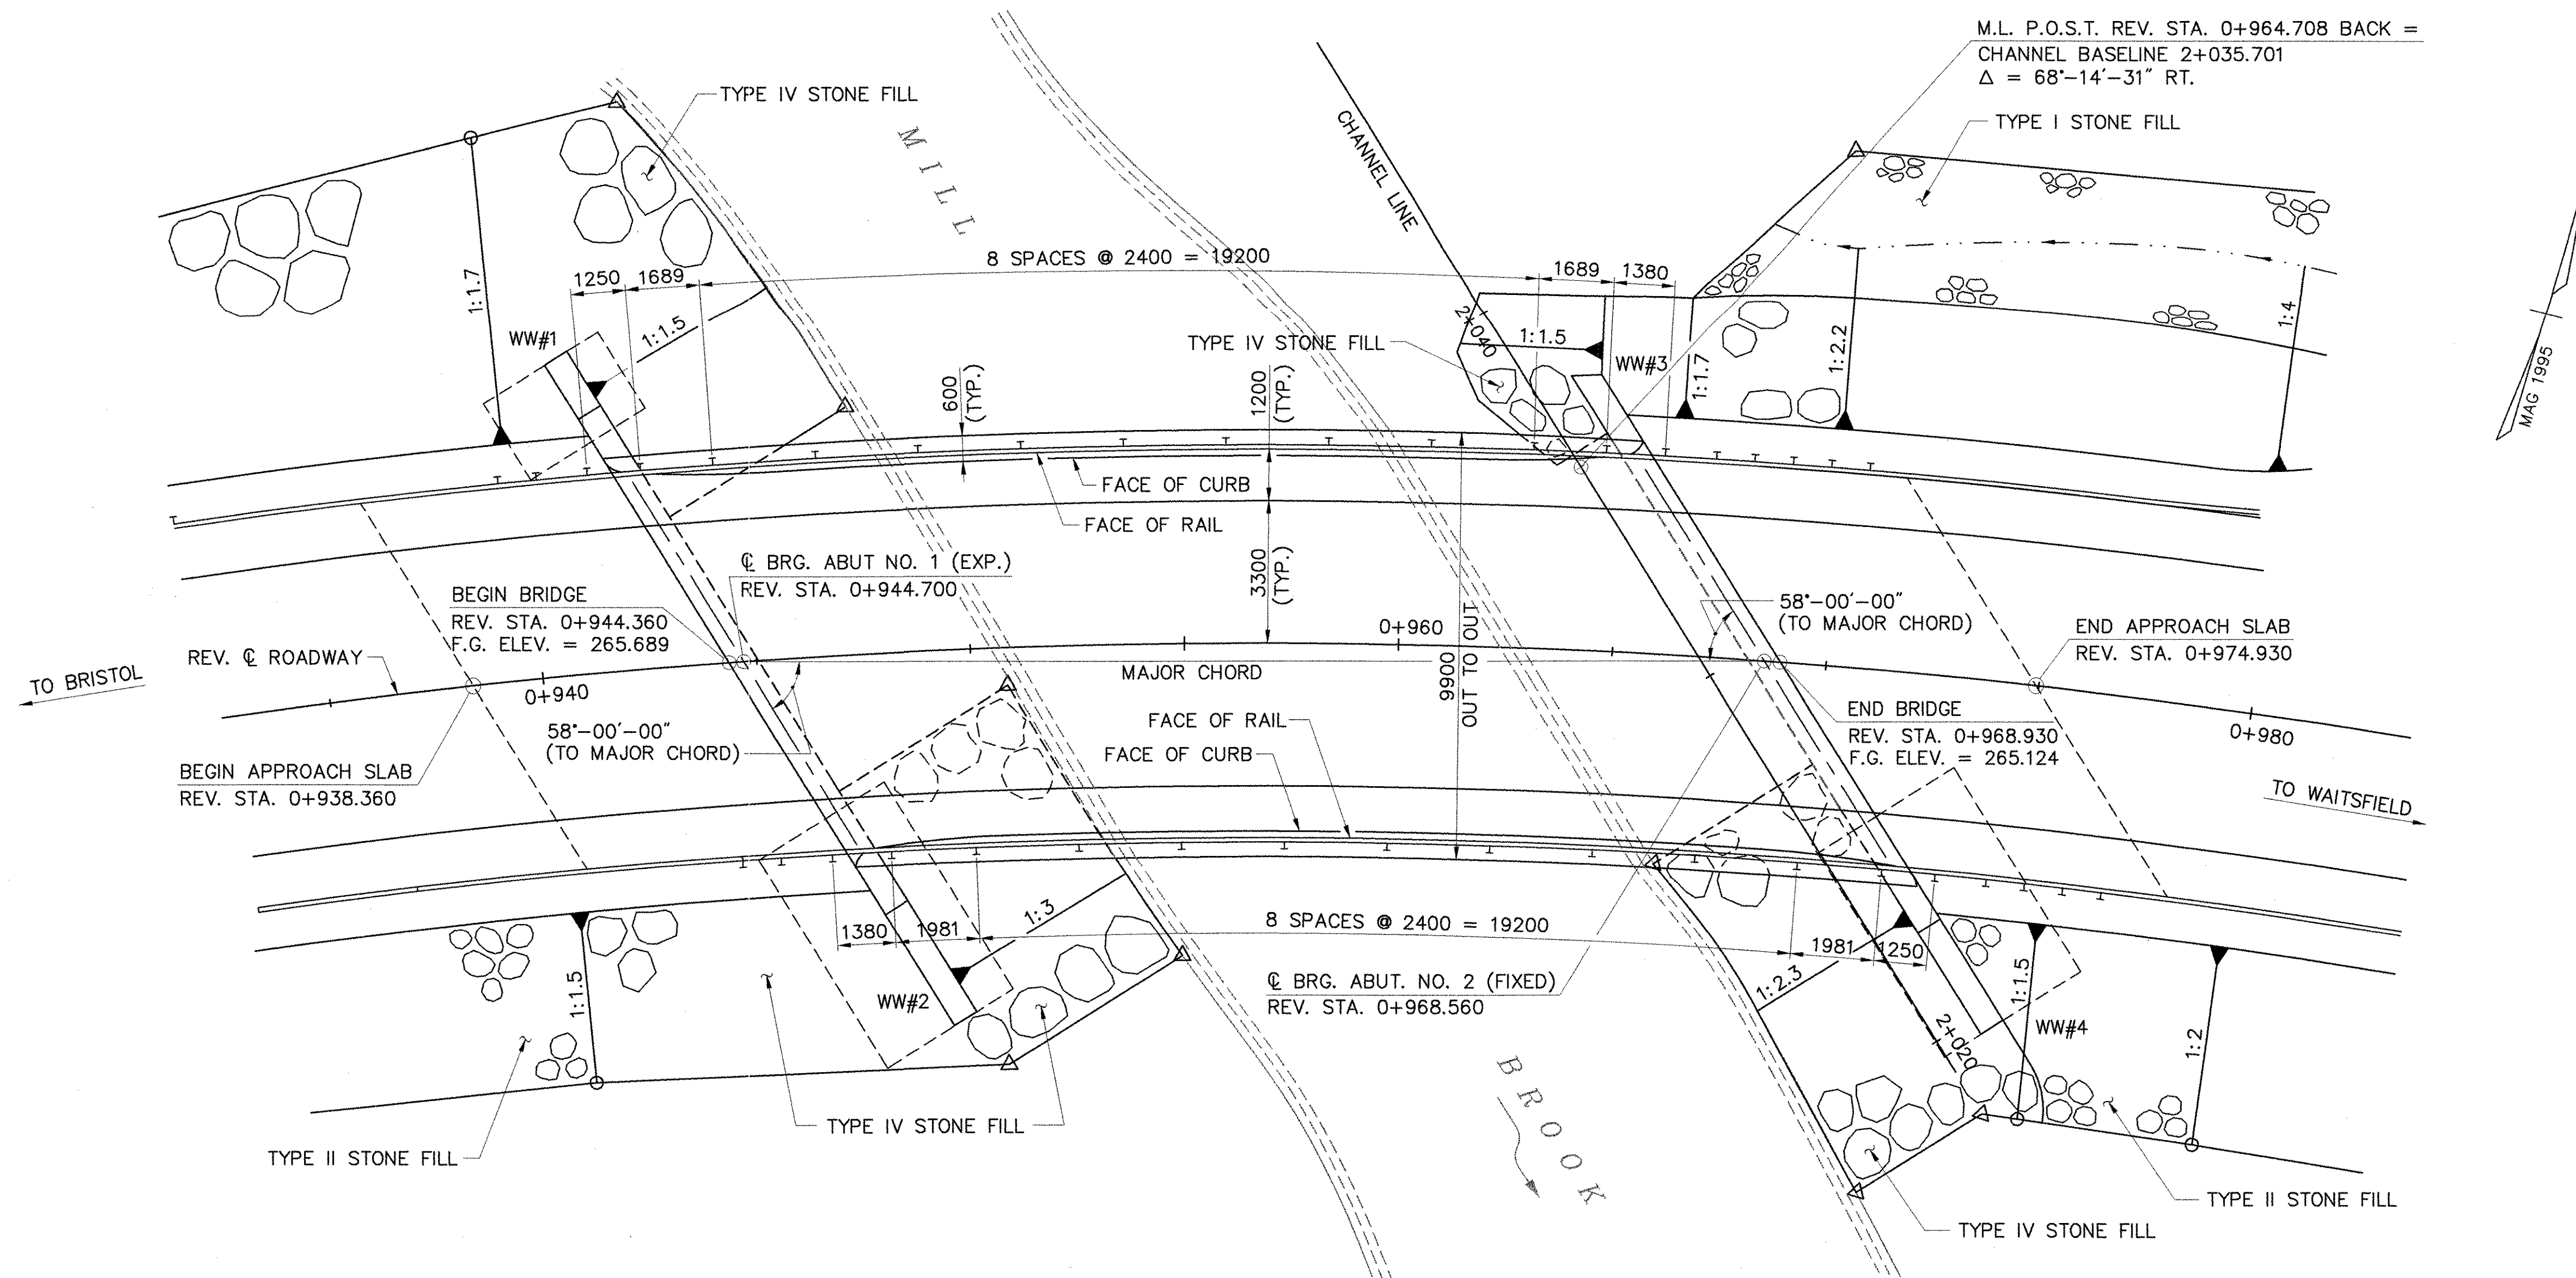 M.L. P.O.S.T. REV. STA. 0+964.708 BACK =
CHANNEL BASELINE 2+035.701
Δ = 68°-14'-31" RT.
TYPE IV STONE FILL
TYPE I STONE FILL
MILL
CHANNEL LINE
8 SPACES @ 2400 = 19200
1250
1689
1689
1380
1:1.7
1:1.5
WW#1
2+040
1:1.5
TYPE IV STONE FILL
WW#3
1:1.7
1:2.2
1:4
MAG 1995
600
(TYP.)
1200
(TYP.)
FACE OF CURB
FACE OF RAIL
℄ BRG. ABUT NO. 1 (EXP.)
REV. STA. 0+944.700
3300
(TYP.)
BEGIN BRIDGE
REV. STA. 0+944.360
F.G. ELEV. = 265.689
58°-00'-00"
(TO MAJOR CHORD)
0+960
END APPROACH SLAB
REV. STA. 0+974.930
REV. ℄ ROADWAY
TO BRISTOL
0+940
MAJOR CHORD
9900
OUT TO OUT
58°-00'-00"
(TO MAJOR CHORD)
FACE OF RAIL
FACE OF CURB
END BRIDGE
REV. STA. 0+968.930
F.G. ELEV. = 265.124
0+980
BEGIN APPROACH SLAB
REV. STA. 0+938.360
TO WAITSFIELD
1380
1981
1:3
8 SPACES @ 2400 = 19200
1981
1250
1:1.5
WW#2
℄ BRG. ABUT. NO. 2 (FIXED)
REV. STA. 0+968.560
1:2.3
1:1.5
2+020
WW#4
1:2
BROOK
TYPE IV STONE FILL
TYPE II STONE FILL
TYPE II STONE FILL
TYPE IV STONE FILL